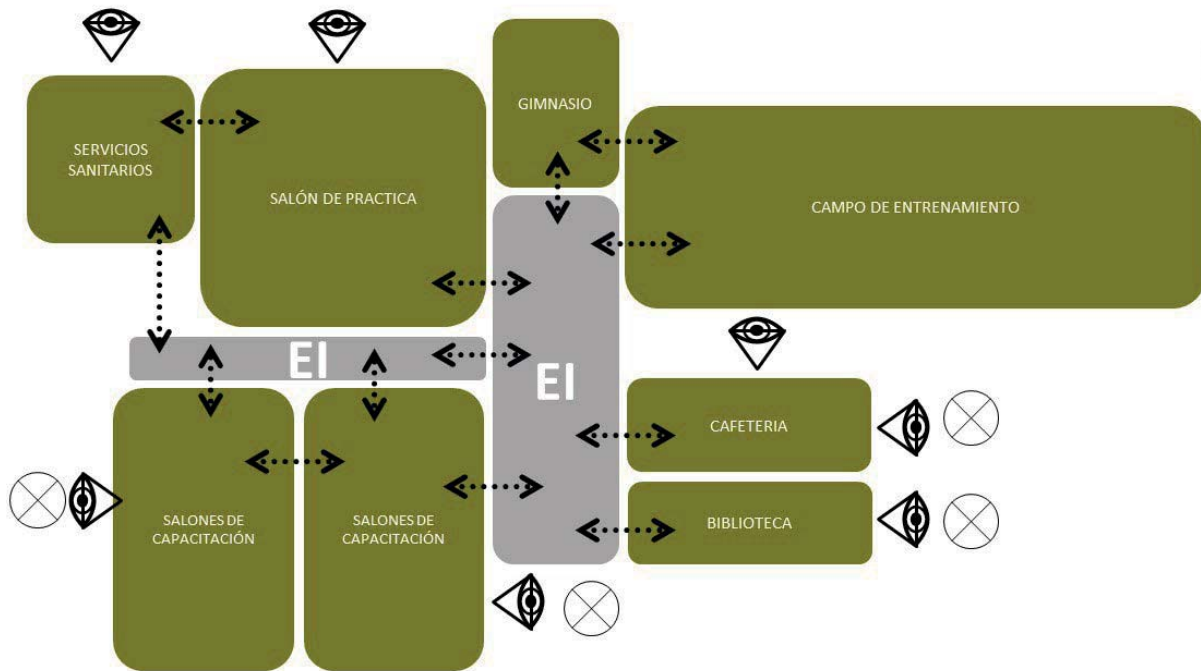 GIMNASIO
SERVICIOS
SANITARIOS
SALÓN DE PRACTICA
CAMPO DE ENTRENAMIENTO
EI
EI
CAFETERIA
SALONES DE
CAPACITACIÓN
SALONES DE
CAPACITACIÓN
BIBLIOTECA